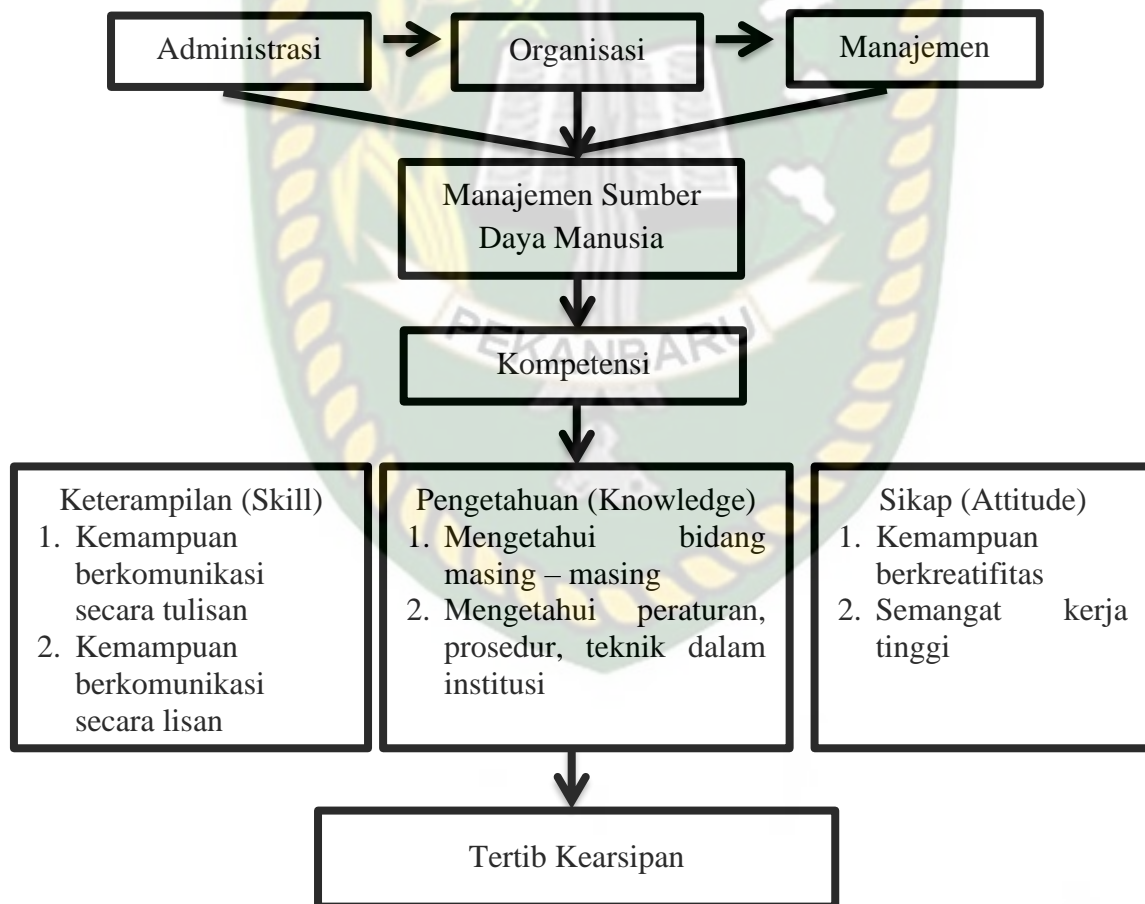 Administrasi
Organisasi
Manajemen
Manajemen Sumber
Daya Manusia
PEKANBARU
Kompetensi
Keterampilan (Skill)
1. Kemampuan
berkomunikasi
secara tulisan
2. Kemampuan
berkomunikasi
secara lisan
Pengetahuan (Knowledge)
1. Mengetahui bidang
masing – masing
2. Mengetahui peraturan,
prosedur, teknik dalam
institusi
Sikap (Attitude)
1. Kemampuan
berkreatifitas
2. Semangat kerja
tinggi
Tertib Kearsipan